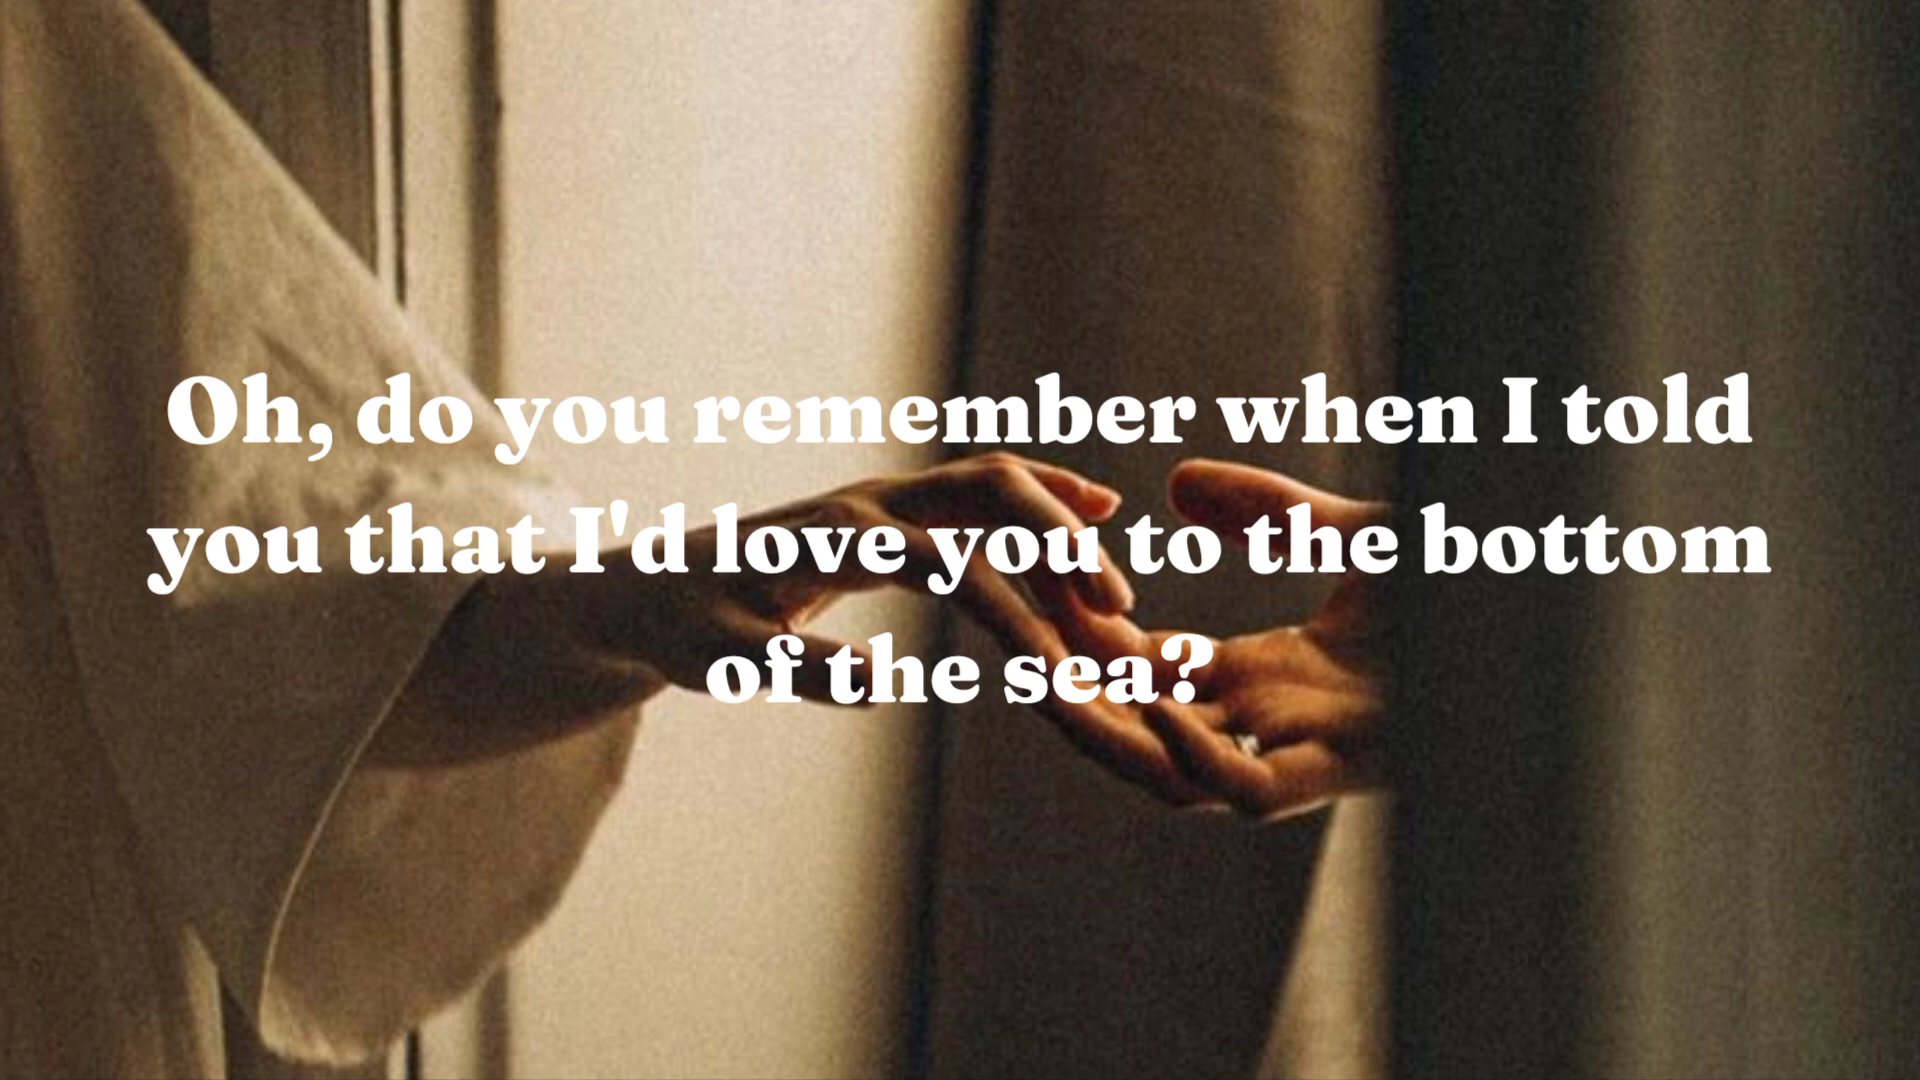 Oh, do you remember when I told
you that I'd love you to the bottom
of the sea?